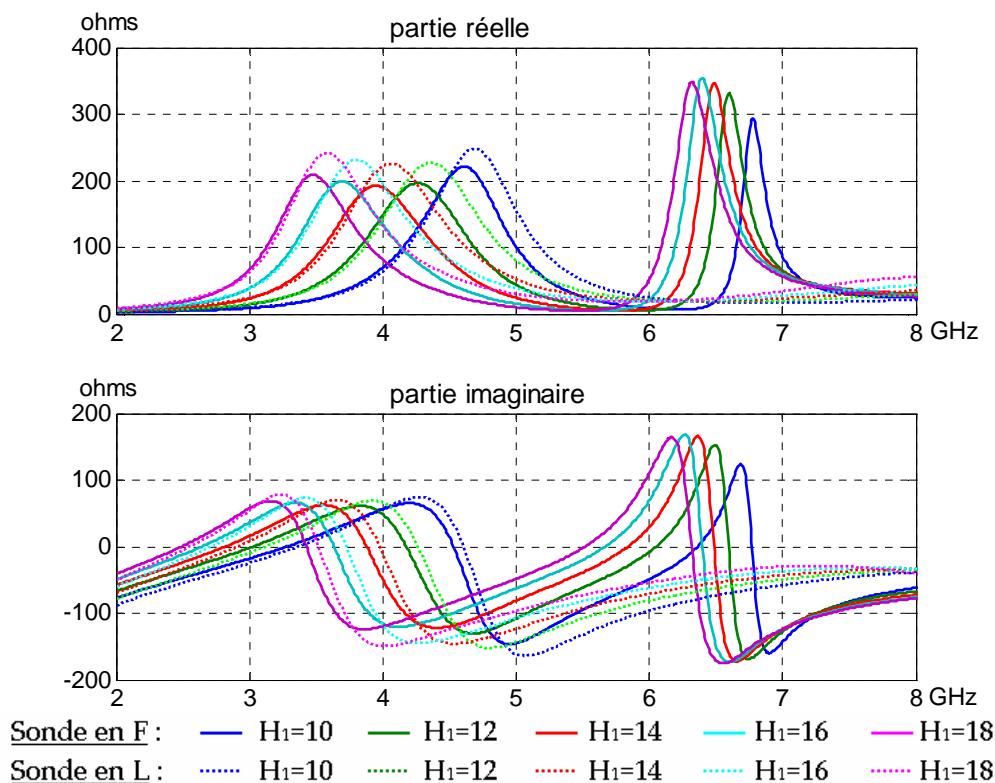 ohms
partie réelle
400
300
200
100
0
2 3 4 5 6 7 8 GHz
ohms
partie imaginaire
200
100
0
-100
-200
2 3 4 5 6 7 8 GHz
Sonde en F : H1=10 H1=12 H1=14 H1=16 H1=18
Sonde en L : H1=10 H1=12 H1=14 H1=16 H1=18